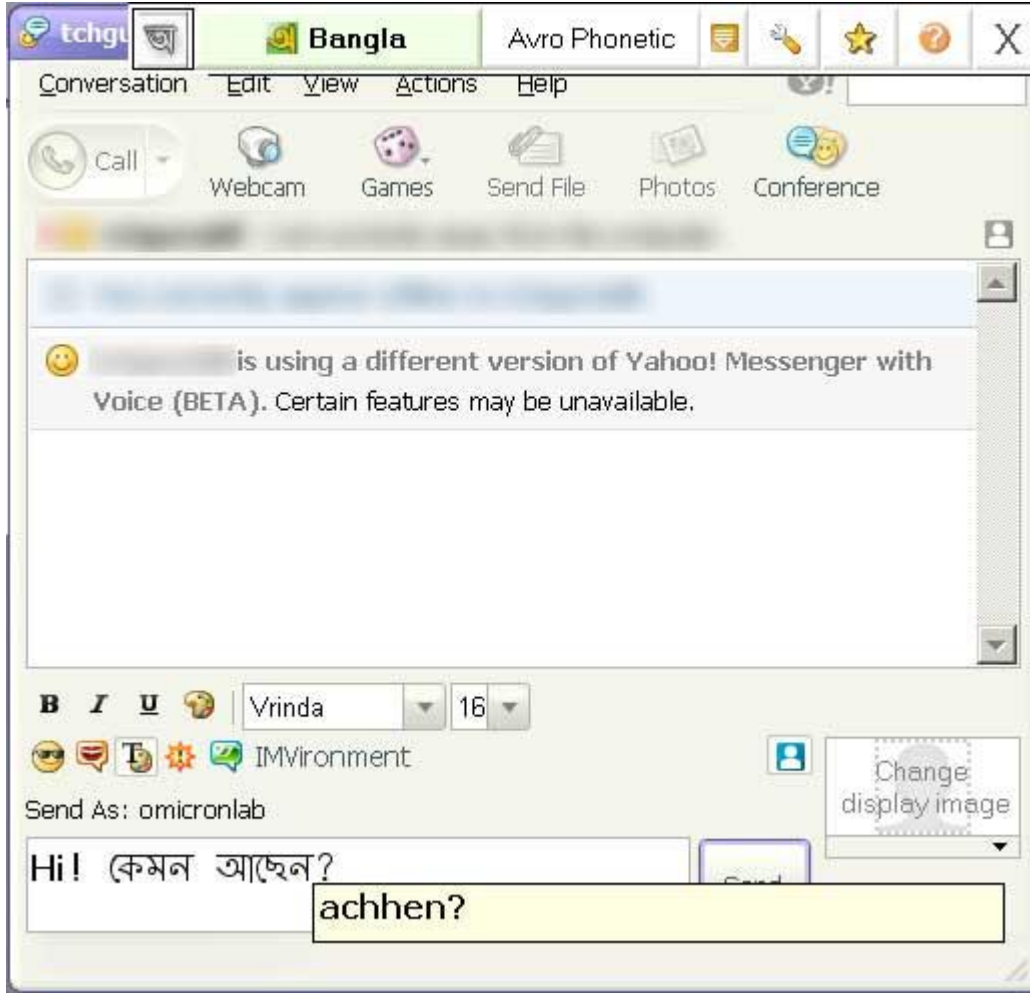 tchgu
Bangla Avro Phonetic X
Conversation Edit View Actions Help
Call Webcam Games Send File Photos Conference
is using a different version of Yahoo! Messenger with
Voice (BETA). Certain features may be unavailable.
B I U Vrinda 16
IMVironment
Change
display image
Send As: omicronlab
Hi! কেমন আছেন?
Send
achhen?